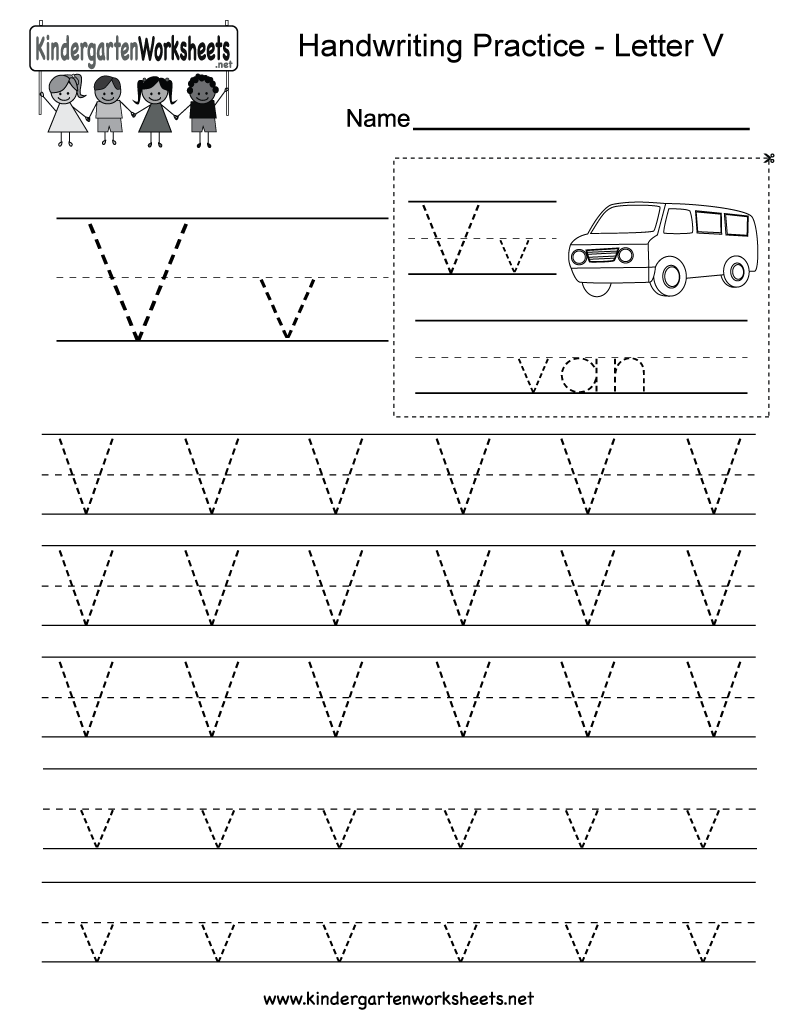 KindergartenWorksheets
.net
Handwriting Practice - Letter V
Name
V v
V v
van
V V V V V V
V V V V V V
V V V V V V
v v v v v v
v v v v v v
www.kindergartenworksheets.net